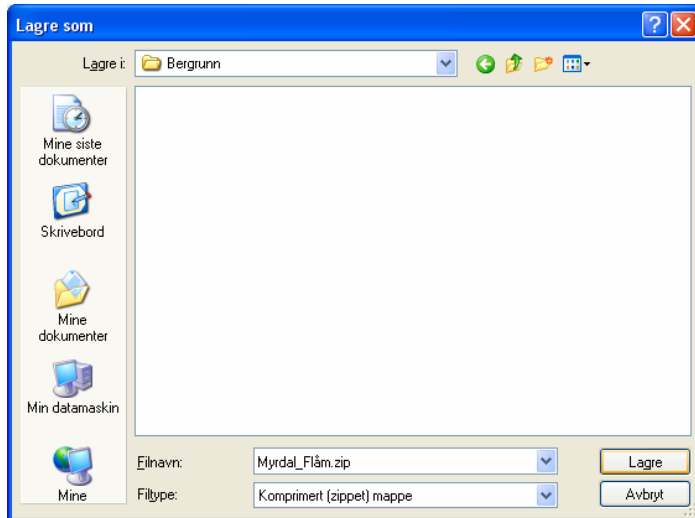 Lagre som
Lagre i:
Bergrunn
Mine siste
dokumenter
Skrivebord
Mine
dokumenter
Min datamaskin
Mine
Filnavn:
Myrdal_Flåm.zip
Lagre
Filtype:
Komprimert (zippet) mappe
Avbryt